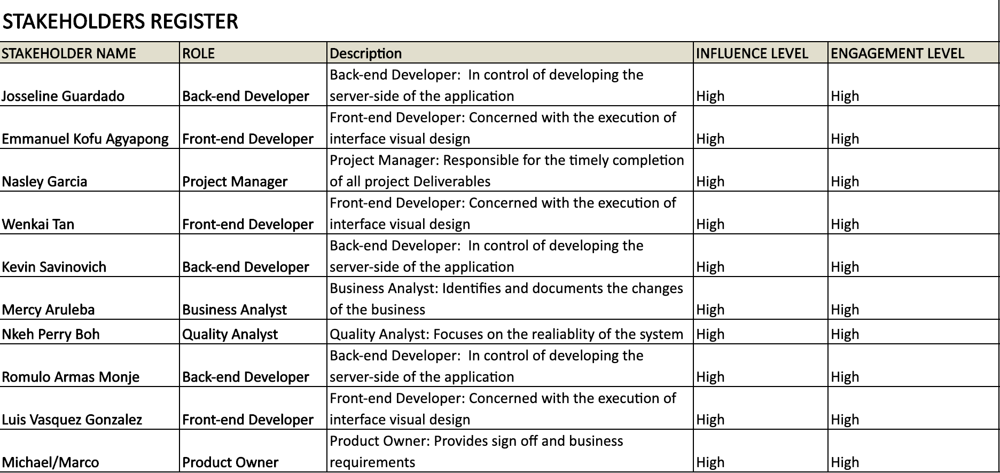 STAKEHOLDERS REGISTER
STAKEHOLDER NAME ROLE Description INFLUENCE LEVEL ENGAGEMENT LEVEL
Back-end Developer:  In control of developing the
Josseline Guardado Back-end Developer server-side of the application High High
Front-end Developer: Concerned with the execution of
Emmanuel Kofu Agyapong Front-end Developer interface visual design High High
Project Manager: Responsible for the timely completion
Nasley Garcia Project Manager of all project Deliverables High High
Front-end Developer: Concerned with the execution of
Wenkai Tan Front-end Developer interface visual design High High
Back-end Developer:  In control of developing the
Kevin Savinovich Back-end Developer server-side of the application High High
Business Analyst: Identifies and documents the changes
Mercy Aruleba Business Analyst of the business High High
Nkeh Perry Boh Quality Analyst Quality Analyst: Focuses on the realiablity of the system High High
Back-end Developer:  In control of developing the
Romulo Armas Monje Back-end Developer server-side of the application High High
Front-end Developer: Concerned with the execution of
Luis Vasquez Gonzalez Front-end Developer interface visual design High High
Product Owner: Provides sign off and business
Michael/Marco Product Owner requirements High High